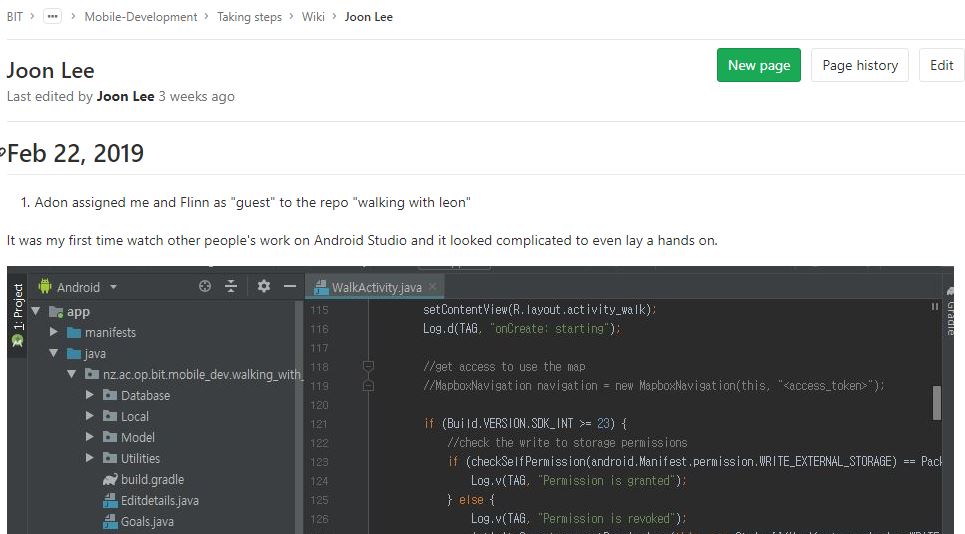 BIT > ... > Mobile-Development > Taking steps > Wiki > Joon Lee
Joon Lee
New page Page history Edit
Last edited by Joon Lee 3 weeks ago
Feb 22, 2019
1. Adon assigned me and Flinn as "guest" to the repo "walking with leon"
It was my first time watch other people's work on Android Studio and it looked complicated to even lay a hands on.
1: Project
Android
app
manifests
java
nz.ac.op.bit.mobile_dev.walking_with_
Database
Local
Model
Utilities
build.gradle
Editdetails.java
Goals.java
WalkActivity.java
115 setContentView(R.layout.activity_walk);
116 Log.d(TAG, "onCreate: starting");
117
118 //get access to use the map
119 //MapboxNavigation navigation = new MapboxNavigation(this, "<access_token>");
120
121 if (Build.VERSION.SDK_INT >= 23) {
122 //check the write to storage permissions
123 if (checkSelfPermission(android.Manifest.permission.WRITE_EXTERNAL_STORAGE) == Pack
124 Log.v(TAG, "Permission is granted");
125 } else {
126 Log.v(TAG, "Permission is revoked");
Gradle